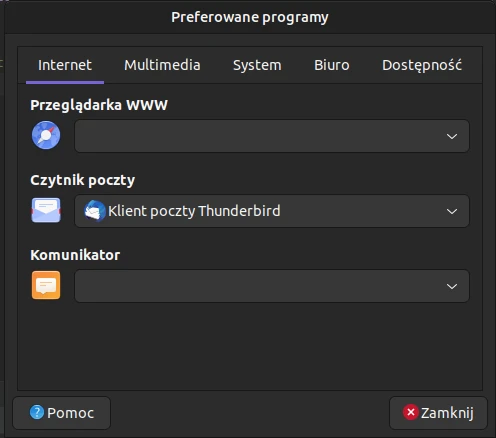 Preferowane programy
Internet Multimedia System Biuro Dostępność
Przeglądarka WWW
Czytnik poczty
Klient poczty Thunderbird
Komunikator
Pomoc Zamknij